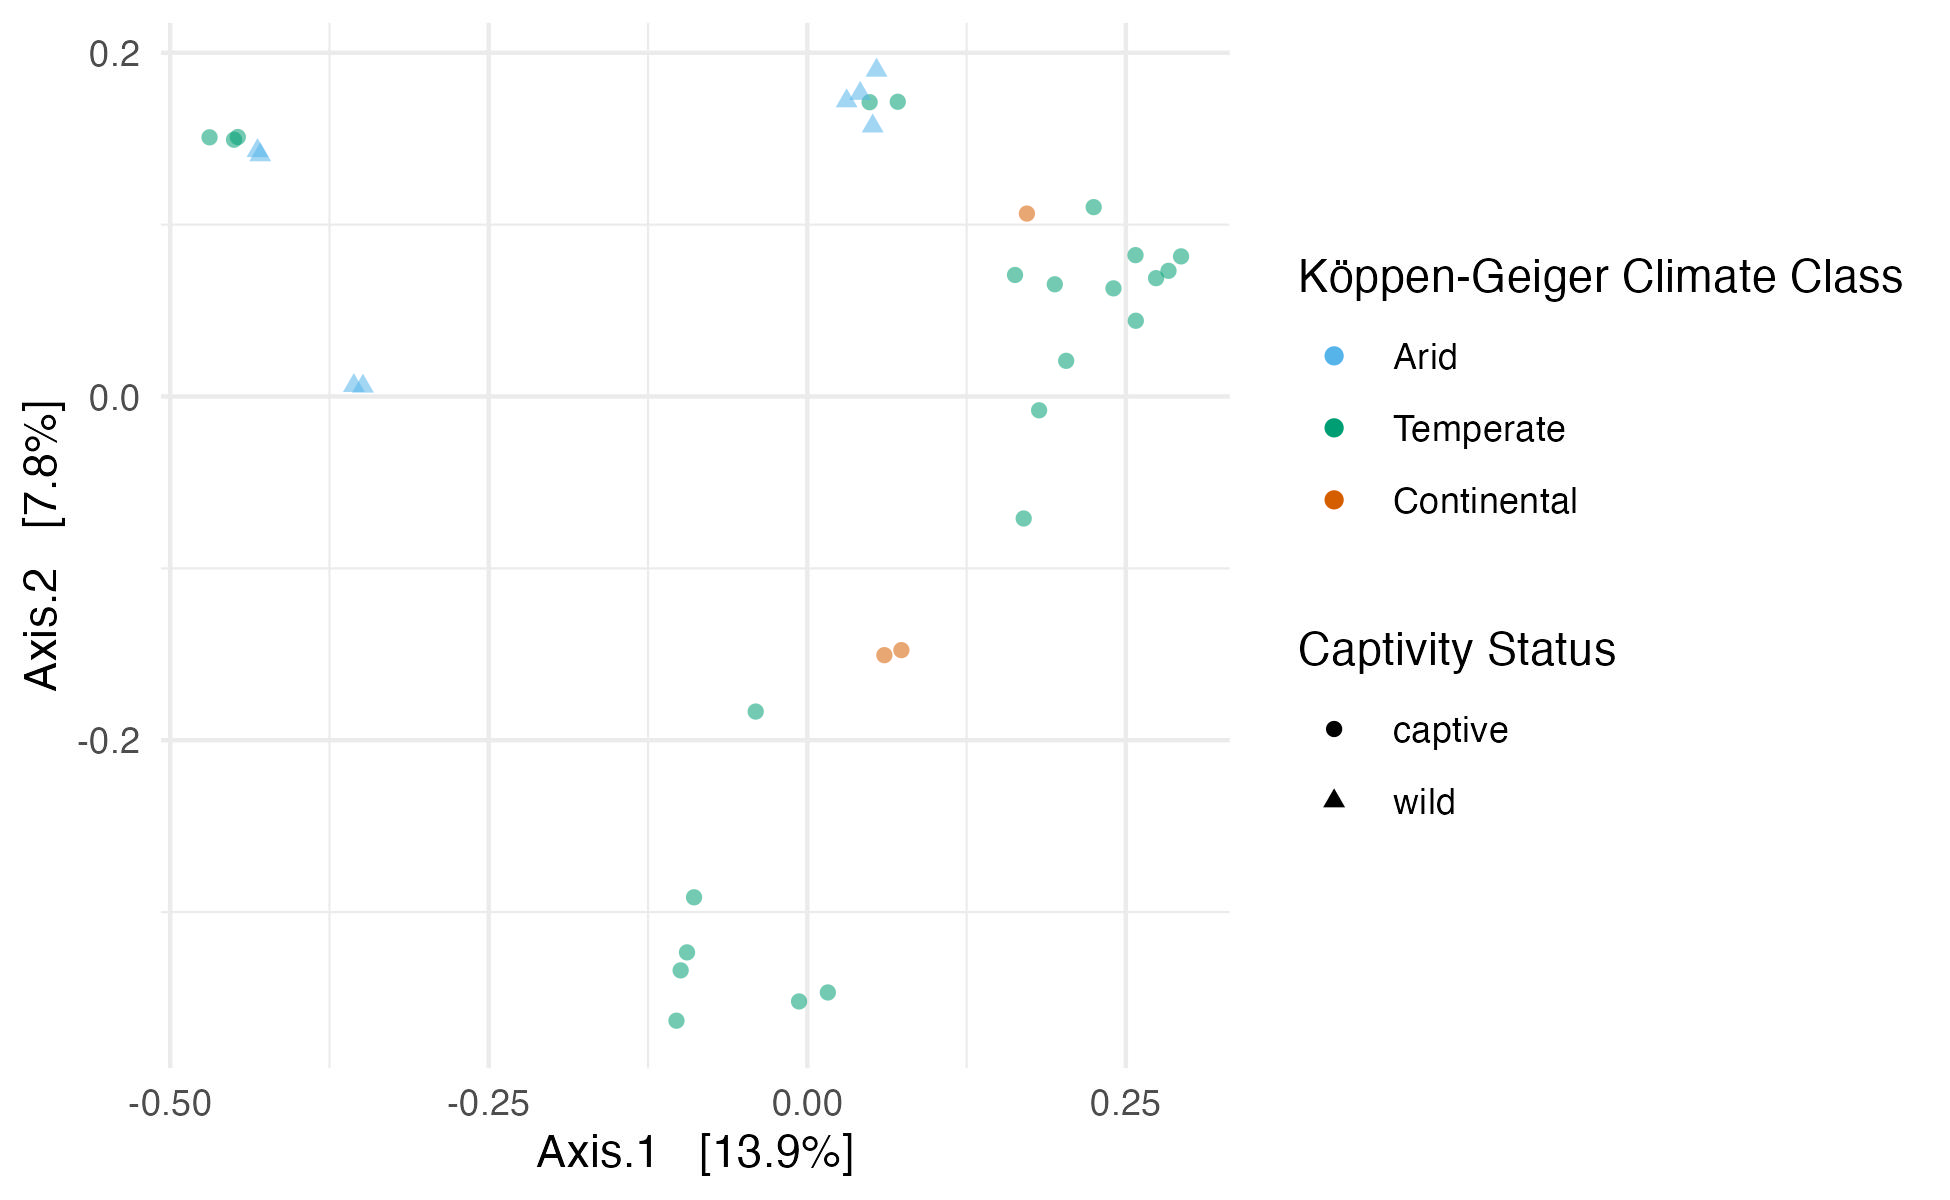 0.2
0.0
-0.2
Axis.2 [7.8%]
-0.50 -0.25 0.00 0.25
Axis.1 [13.9%]
Köppen-Geiger Climate Class
Arid
Temperate
Continental
Captivity Status
captive
wild